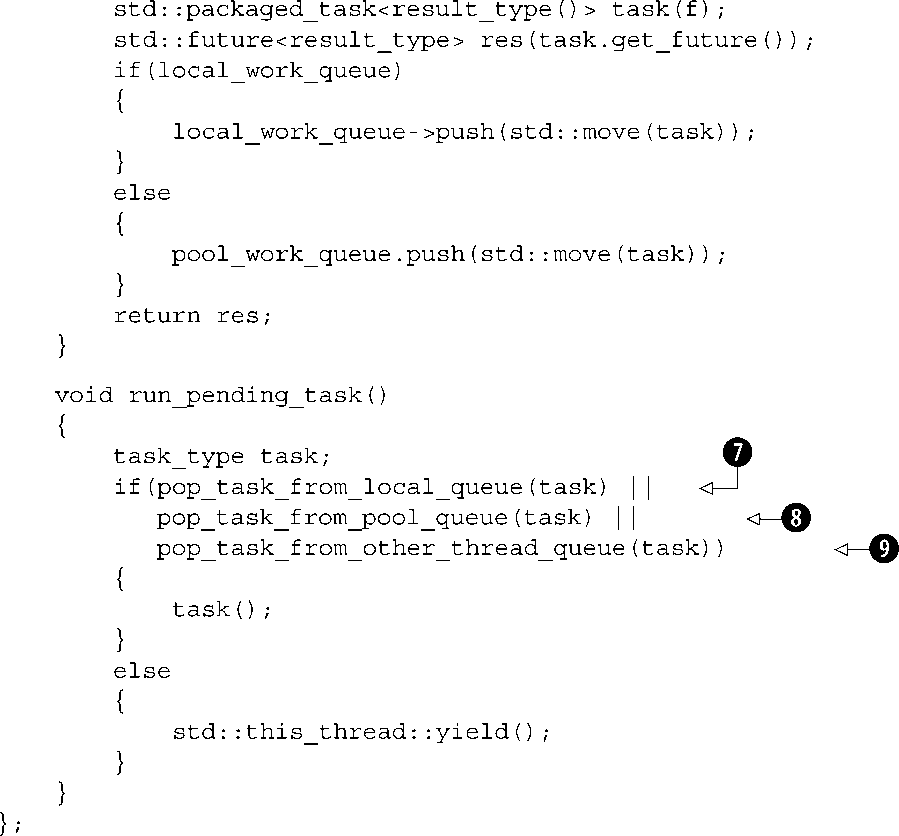 std::packaged_task<result_type()> task(f);
        std::future<result_type> res(task.get_future());
        if(local_work_queue)
        {
            local_work_queue->push(std::move(task));
        }
        else
        {
            pool_work_queue.push(std::move(task));
        }
        return res;
    }
    void run_pending_task()
    {
        task_type task;
        if(pop_task_from_local_queue(task) || 7
           pop_task_from_pool_queue(task) || 8
           pop_task_from_other_thread_queue(task)) 9
        {
            task();
        }
        else
        {
            std::this_thread::yield();
        }
    }
};